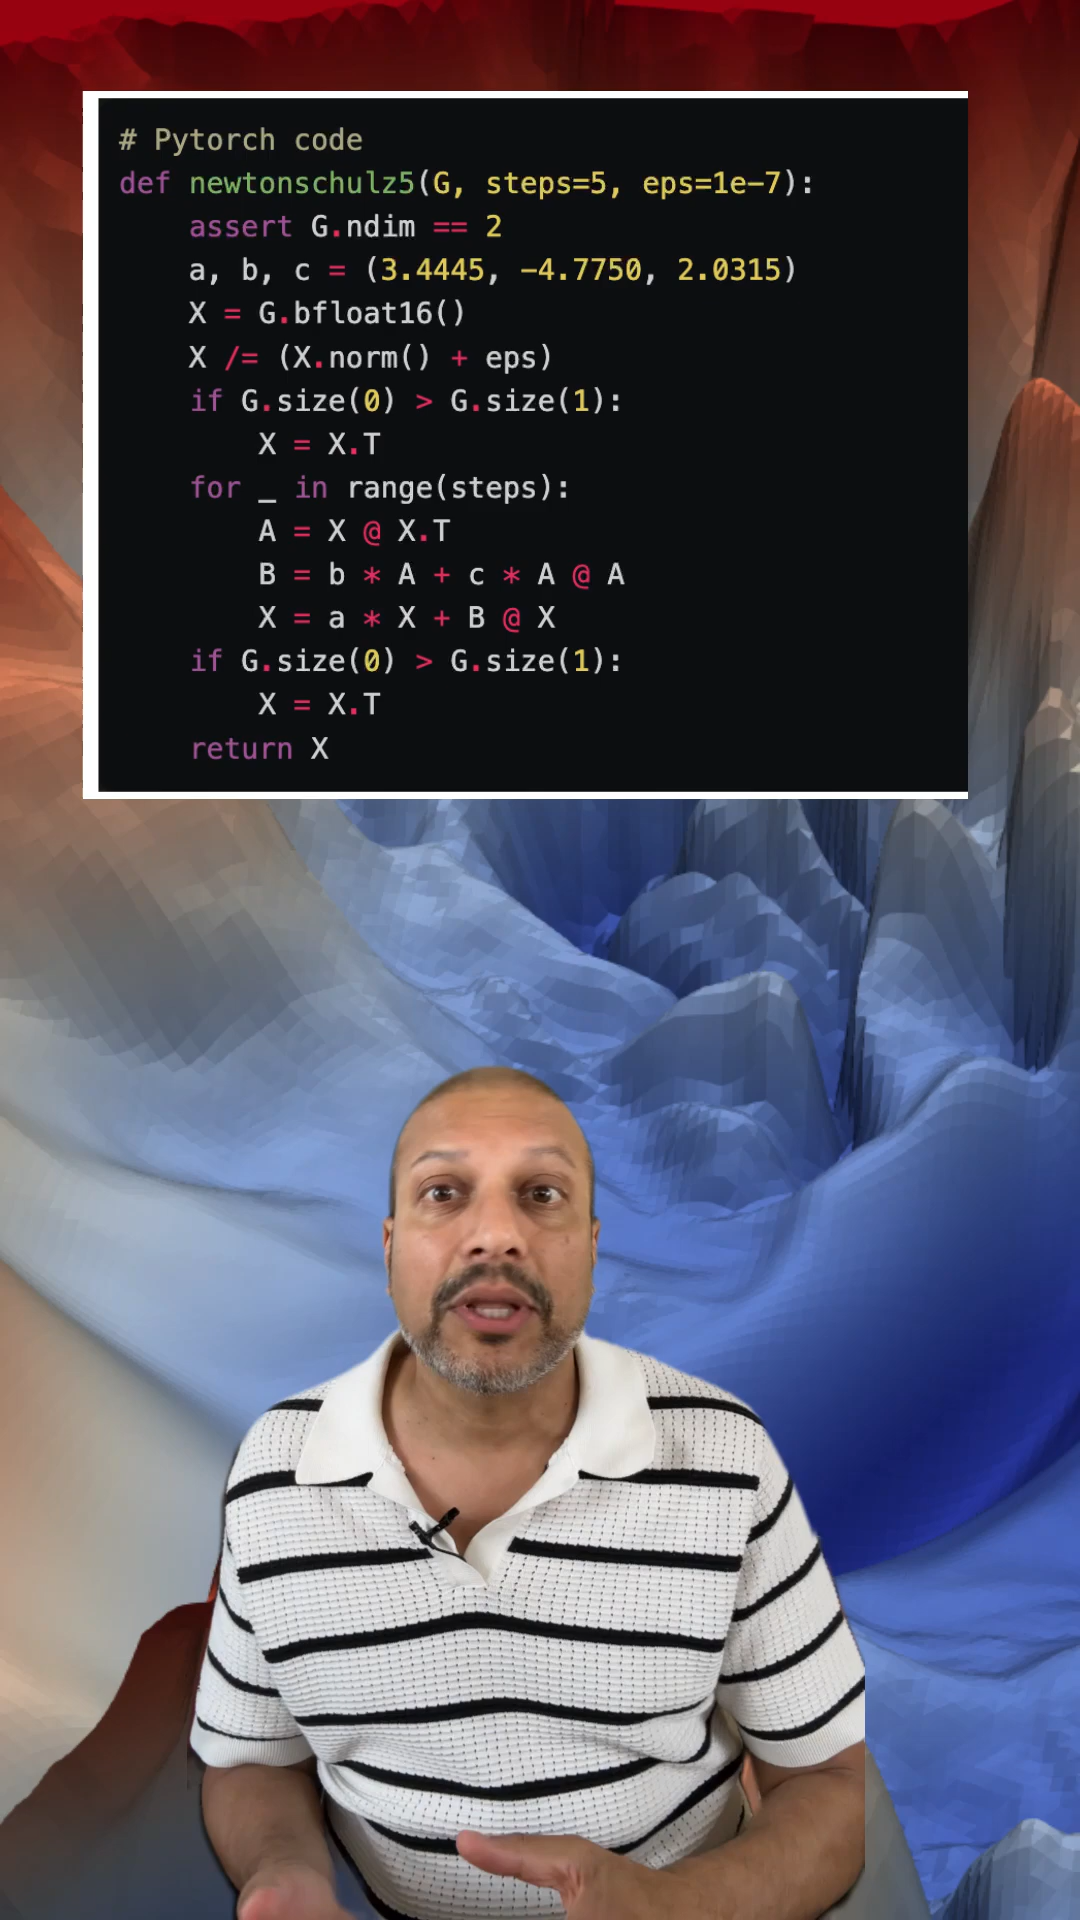 # Pytorch code
def newtonschulz5(G, steps=5, eps=1e-7):
    assert G.ndim == 2
    a, b, c = (3.4445, -4.7750, 2.0315)
    X = G.bfloat16()
    X /= (X.norm() + eps)
    if G.size(0) > G.size(1):
        X = X.T
    for _ in range(steps):
        A = X @ X.T
        B = b * A + c * A @ A
        X = a * X + B @ X
    if G.size(0) > G.size(1):
        X = X.T
    return X